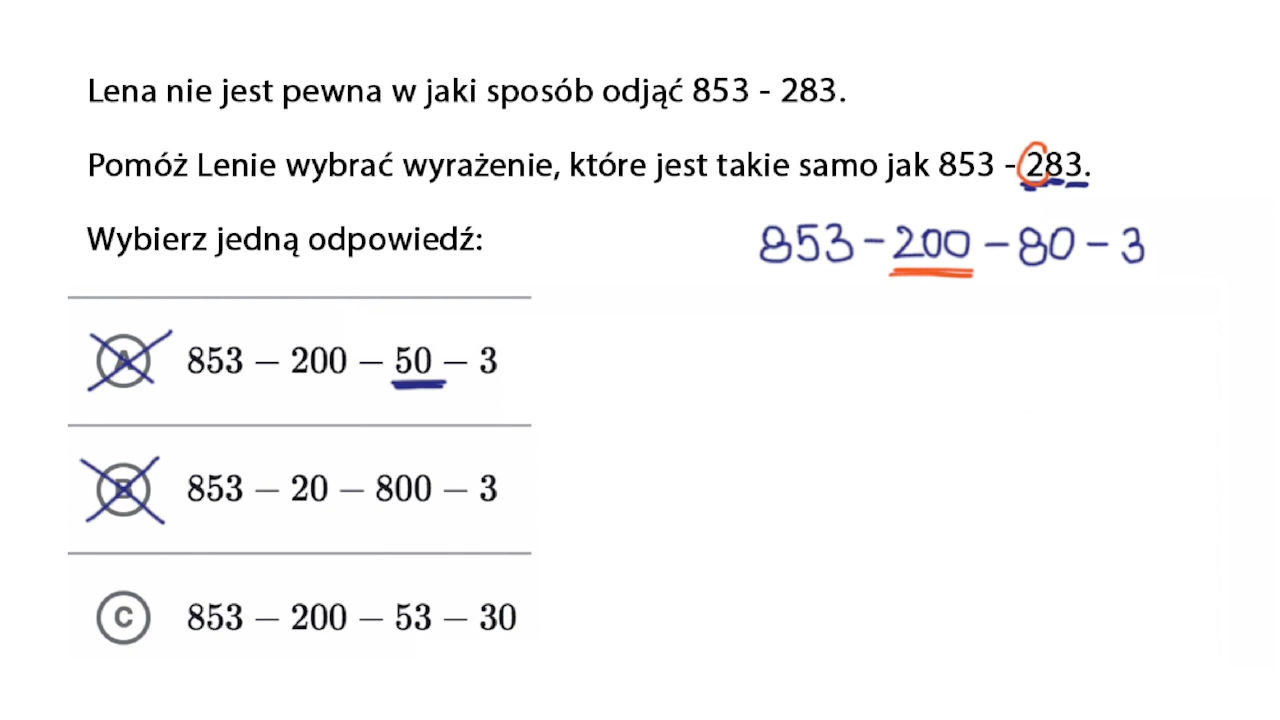 Lena nie jest pewna w jaki sposób odjąć 853 - 283.
Pomóż Lenie wybrać wyrażenie, które jest takie samo jak 853 - 283.
Wybierz jedną odpowiedź:
853 - 200 - 80 - 3
A 853 − 200 − 50 − 3
B 853 − 20 − 800 − 3
C 853 − 200 − 53 − 30